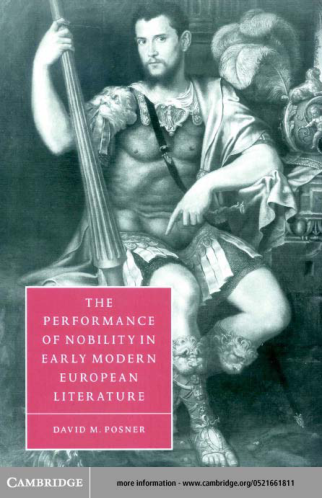 THE
PERFORMANCE
OF NOBILITY IN
EARLY MODERN
EUROPEAN
LITERATURE
DAVID M. POSNER
CAMBRIDGE
more information - www.cambridge.org/0521661811